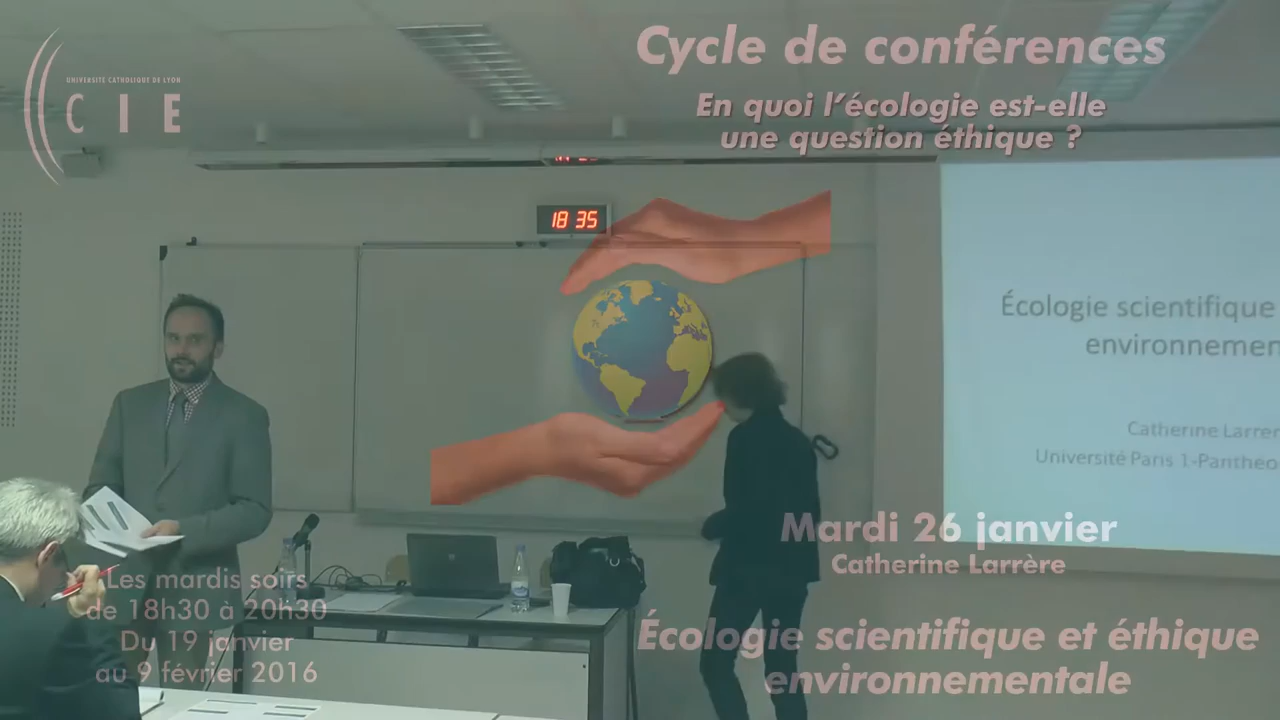 UNIVERSITE CATHOLIQUE DE LYON
CIE
Cycle de conférences
En quoi l'écologie est-elle
une question éthique ?
18 35
Écologie scientifique
environnemen
Catherine Larrer
Université Paris 1-Pantheo
Mardi 26 janvier
Catherine Larrère
Les mardis soirs
de 18h30 à 20h30
Du 19 janvier
au 9 février 2016
Écologie scientifique et éthique
environnementale